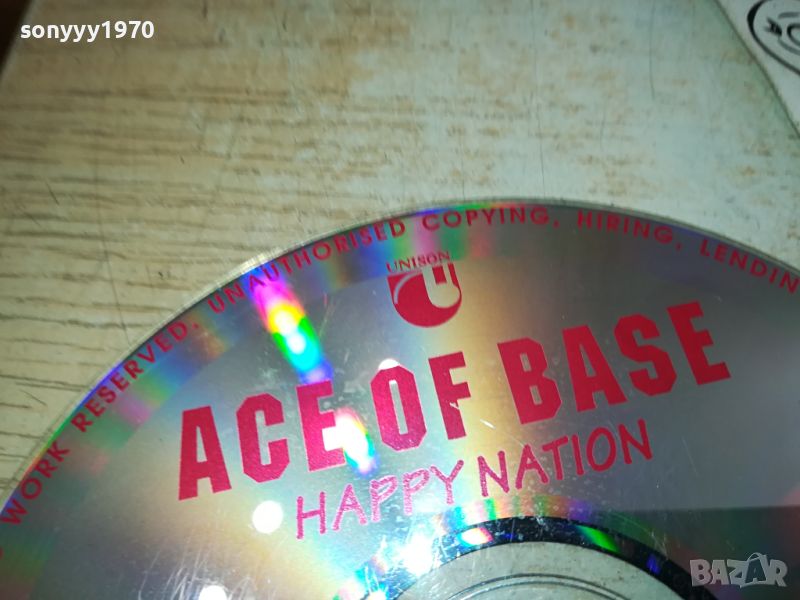 sonyyy1970
WORK RESERVED. UNAUTHORISED COPYING, HIRING, LENDIN
UNISON
ACE OF BASE
HAPPY NATION
BAZAR